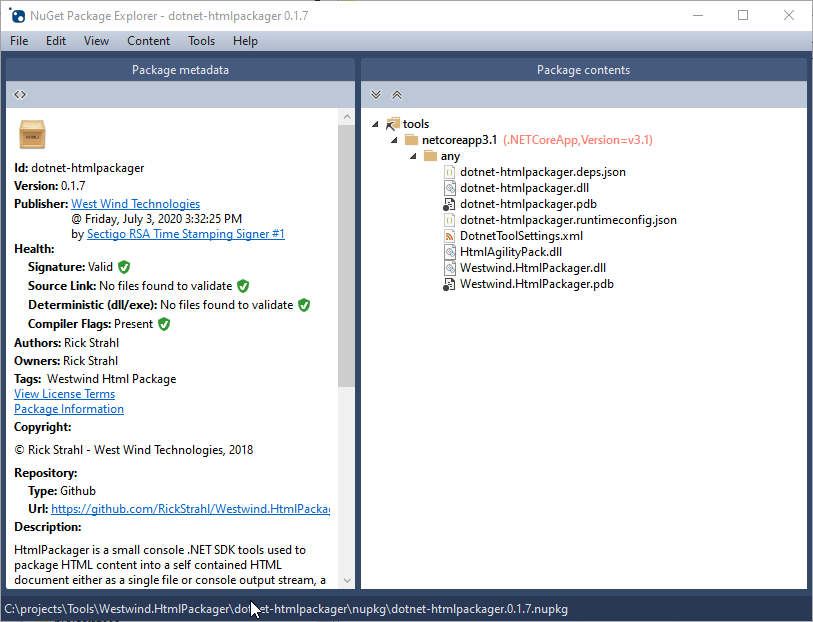 NuGet Package Explorer - dotnet-htmlpackager 0.1.7
File Edit View Content Tools Help
Package metadata
Id: dotnet-htmlpackager
Version: 0.1.7
Publisher: West Wind Technologies
@ Friday, July 3, 2020 3:32:25 PM
by Sectigo RSA Time Stamping Signer #1
Health:
Signature: Valid
Source Link: No files found to validate
Deterministic (dll/exe): No files found to validate
Compiler Flags: Present
Authors: Rick Strahl
Owners: Rick Strahl
Tags: Westwind Html Package
View License Terms
Package Information
Copyright:
© Rick Strahl - West Wind Technologies, 2018
Repository:
Type: Github
Url: https://github.com/RickStrahl/Westwind.HtmlPackag
Description:
HtmlPackager is a small console .NET SDK tools used to
package HTML content into a self contained HTML
document either as a single file or console output stream, a
Package contents
tools
netcoreapp3.1 (.NETCoreApp,Version=v3.1)
any
dotnet-htmlpackager.deps.json
dotnet-htmlpackager.dll
dotnet-htmlpackager.pdb
dotnet-htmlpackager.runtimeconfig.json
DotnetToolSettings.xml
HtmlAgilityPack.dll
Westwind.HtmlPackager.dll
Westwind.HtmlPackager.pdb
C:\projects\Tools\Westwind.HtmlPackager\dotnet-htmlpackager\nupkg\dotnet-htmlpackager.0.1.7.nupkg